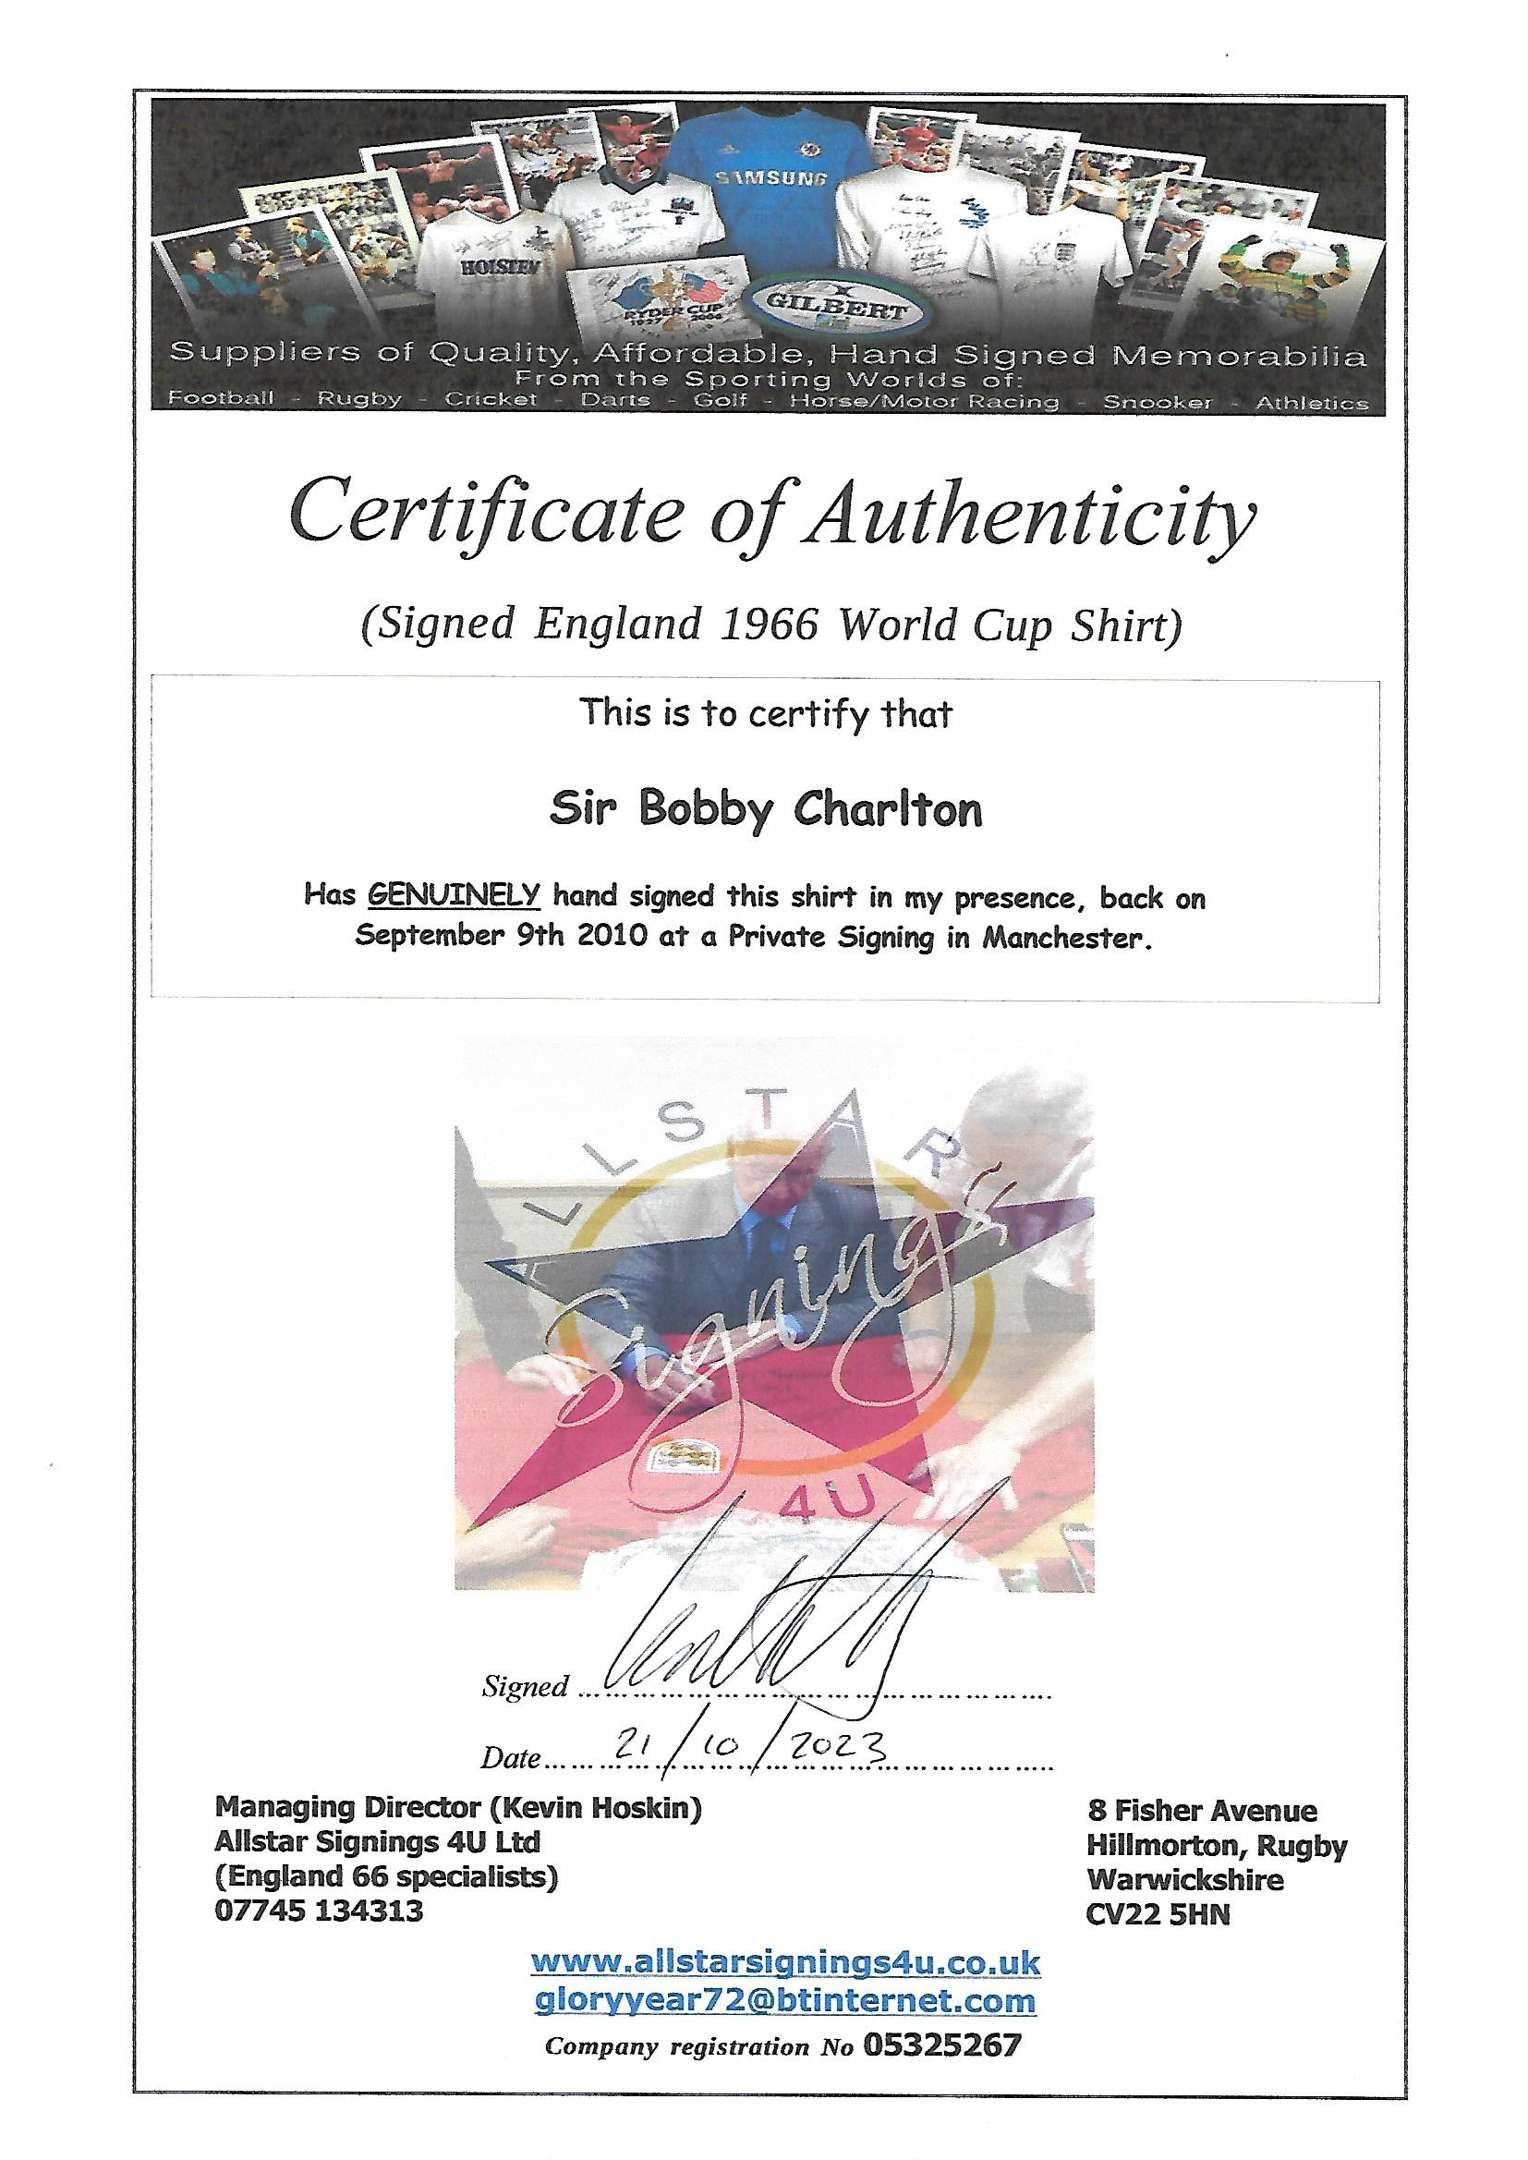 SAMSUNG
HOLSTEN
RYDER CUP
GILBERT
Suppliers of Quality, Affordable, Hand Signed Memorabilia
From the Sporting Worlds of:
Football - Rugby - Cricket - Darts - Golf - Horse/Motor Racing - Snooker - Athletics
Certificate of Authenticity
(Signed England 1966 World Cup Shirt)
This is to certify that
Sir Bobby Charlton
Has GENUINELY hand signed this shirt in my presence, back on
September 9th 2010 at a Private Signing in Manchester.
ALLSTAR
Signings
4U
Signed
Date 21/10/2023
Managing Director (Kevin Hoskin)
Allstar Signings 4U Ltd
(England 66 specialists)
07745 134313
8 Fisher Avenue
Hillmorton, Rugby
Warwickshire
CV22 5HN
www.allstarsignings4u.co.uk
gloryyear72@btinternet.com
Company registration No 05325267